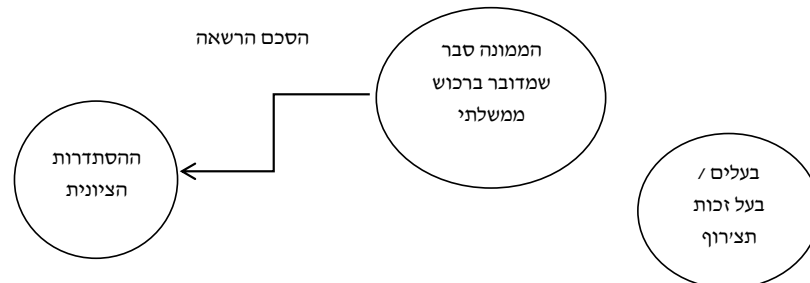 הסכם הרשאה
הממונה סבר
שמדובר ברכוש
ממשלתי
ההסתדרות
הציונית
בעלים /
בעל זכות
תצ'רוף